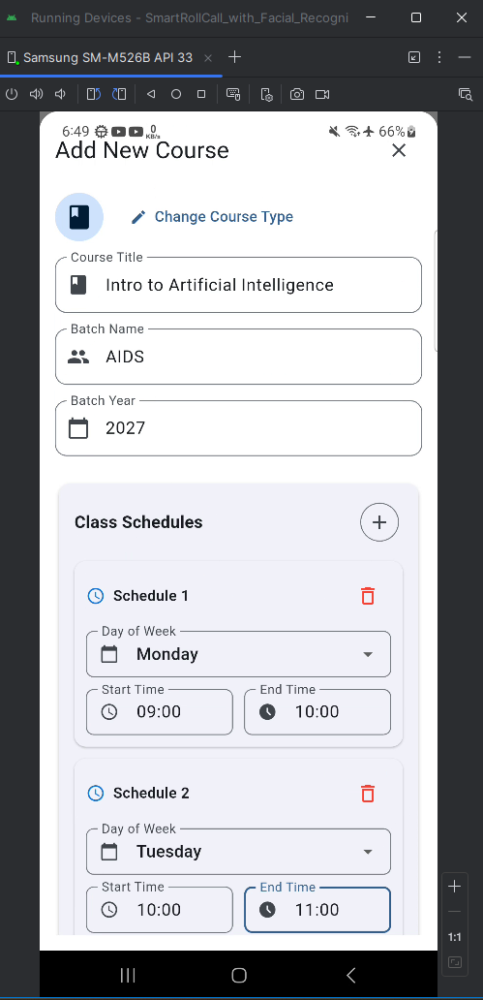 Running Devices - SmartRollCall_with_Facial_Recogni
Samsung SM-M526B API 33
6:49 0 KB/s 66%
Add New Course
Change Course Type
Course Title
Intro to Artificial Intelligence
Batch Name
AIDS
Batch Year
2027
Class Schedules
Schedule 1
Day of Week
Monday
Start Time End Time
09:00 10:00
Schedule 2
Day of Week
Tuesday
Start Time End Time
10:00 11:00
1:1